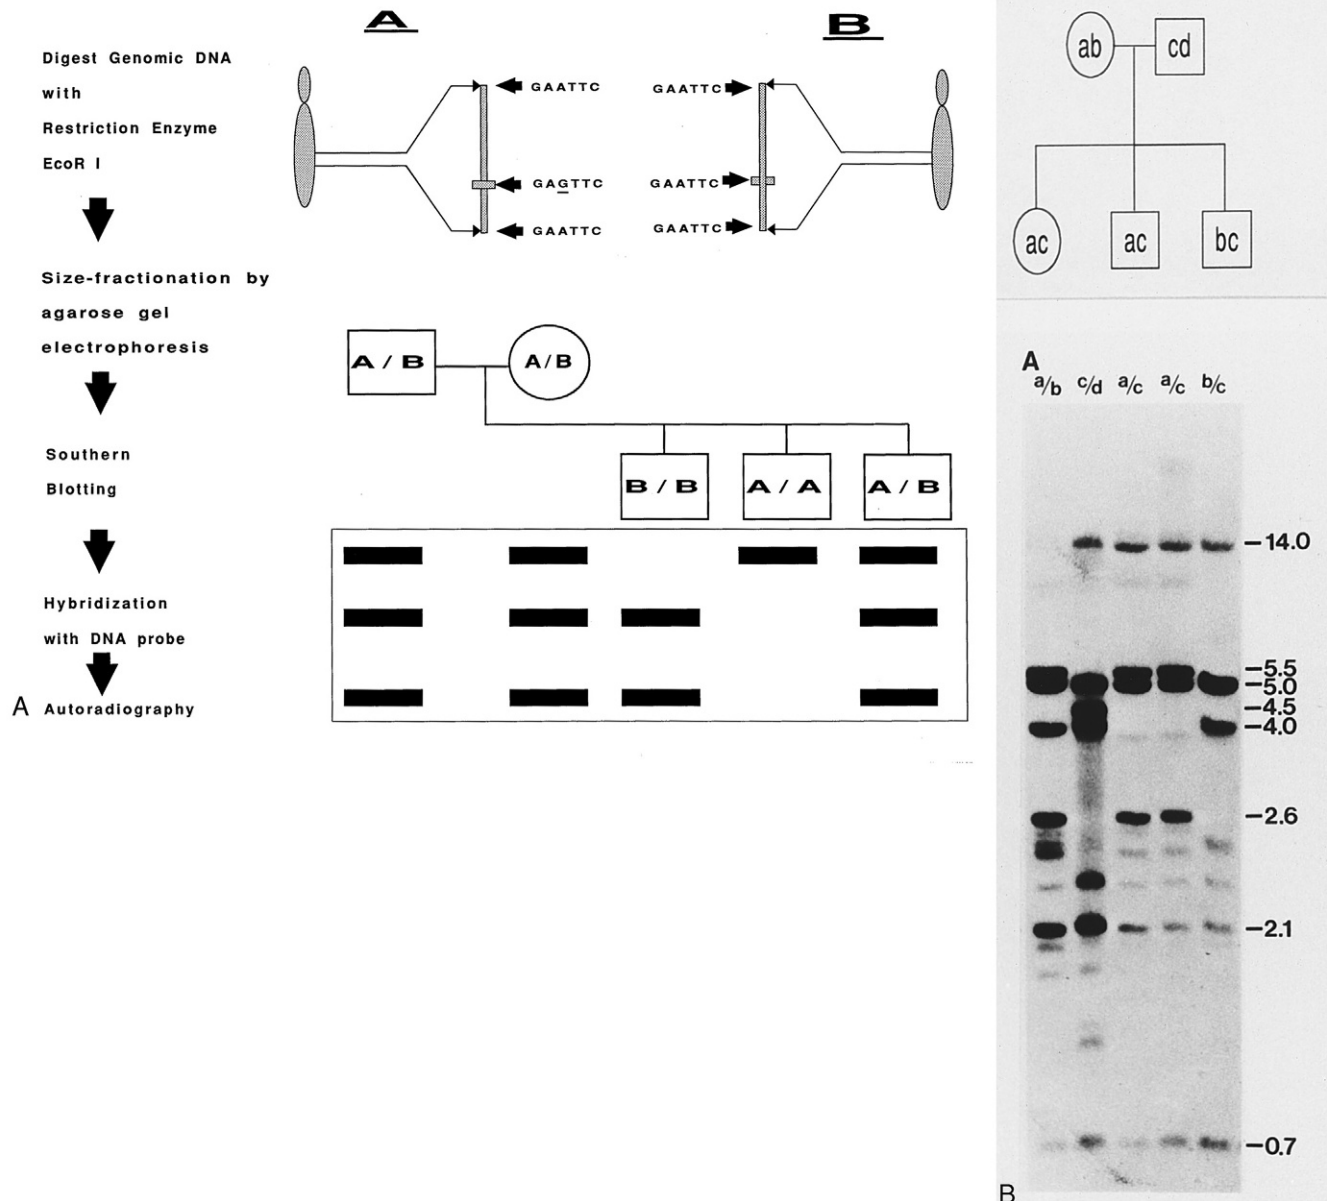 Digest Genomic DNA
with
Restriction Enzyme
EcoR I
Size-fractionation by
agarose gel
electrophoresis
Southern
Blotting
Hybridization
with DNA probe
A Autoradiography
A B
GAATTC GAATTC
GAGTTC GAATTC
GAATTC GAATTC
A / B A/B
B / B A / A A / B
ab cd
ac ac bc
A
a/b c/d a/c a/c b/c
–14.0
–5.5
–5.0
–4.5
–4.0
–2.6
–2.1
–0.7
B